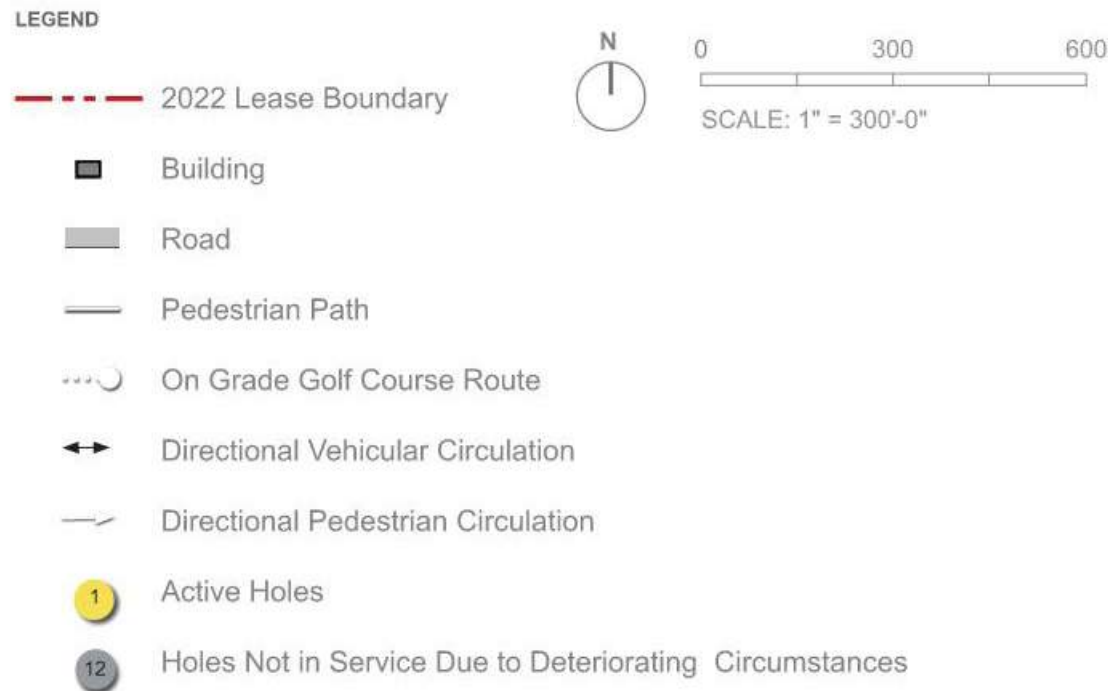 LEGEND
N
0 300 600
SCALE: 1" = 300'-0"
2022 Lease Boundary
Building
Road
Pedestrian Path
On Grade Golf Course Route
Directional Vehicular Circulation
Directional Pedestrian Circulation
1 Active Holes
12 Holes Not in Service Due to Deteriorating Circumstances